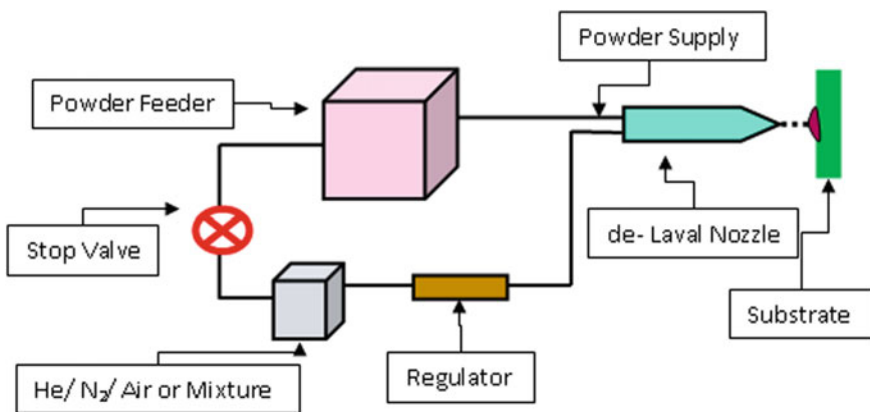 Powder Supply
Powder Feeder
de- Laval Nozzle
Stop Valve
Substrate
He/ N₂/ Air or Mixture
Regulator